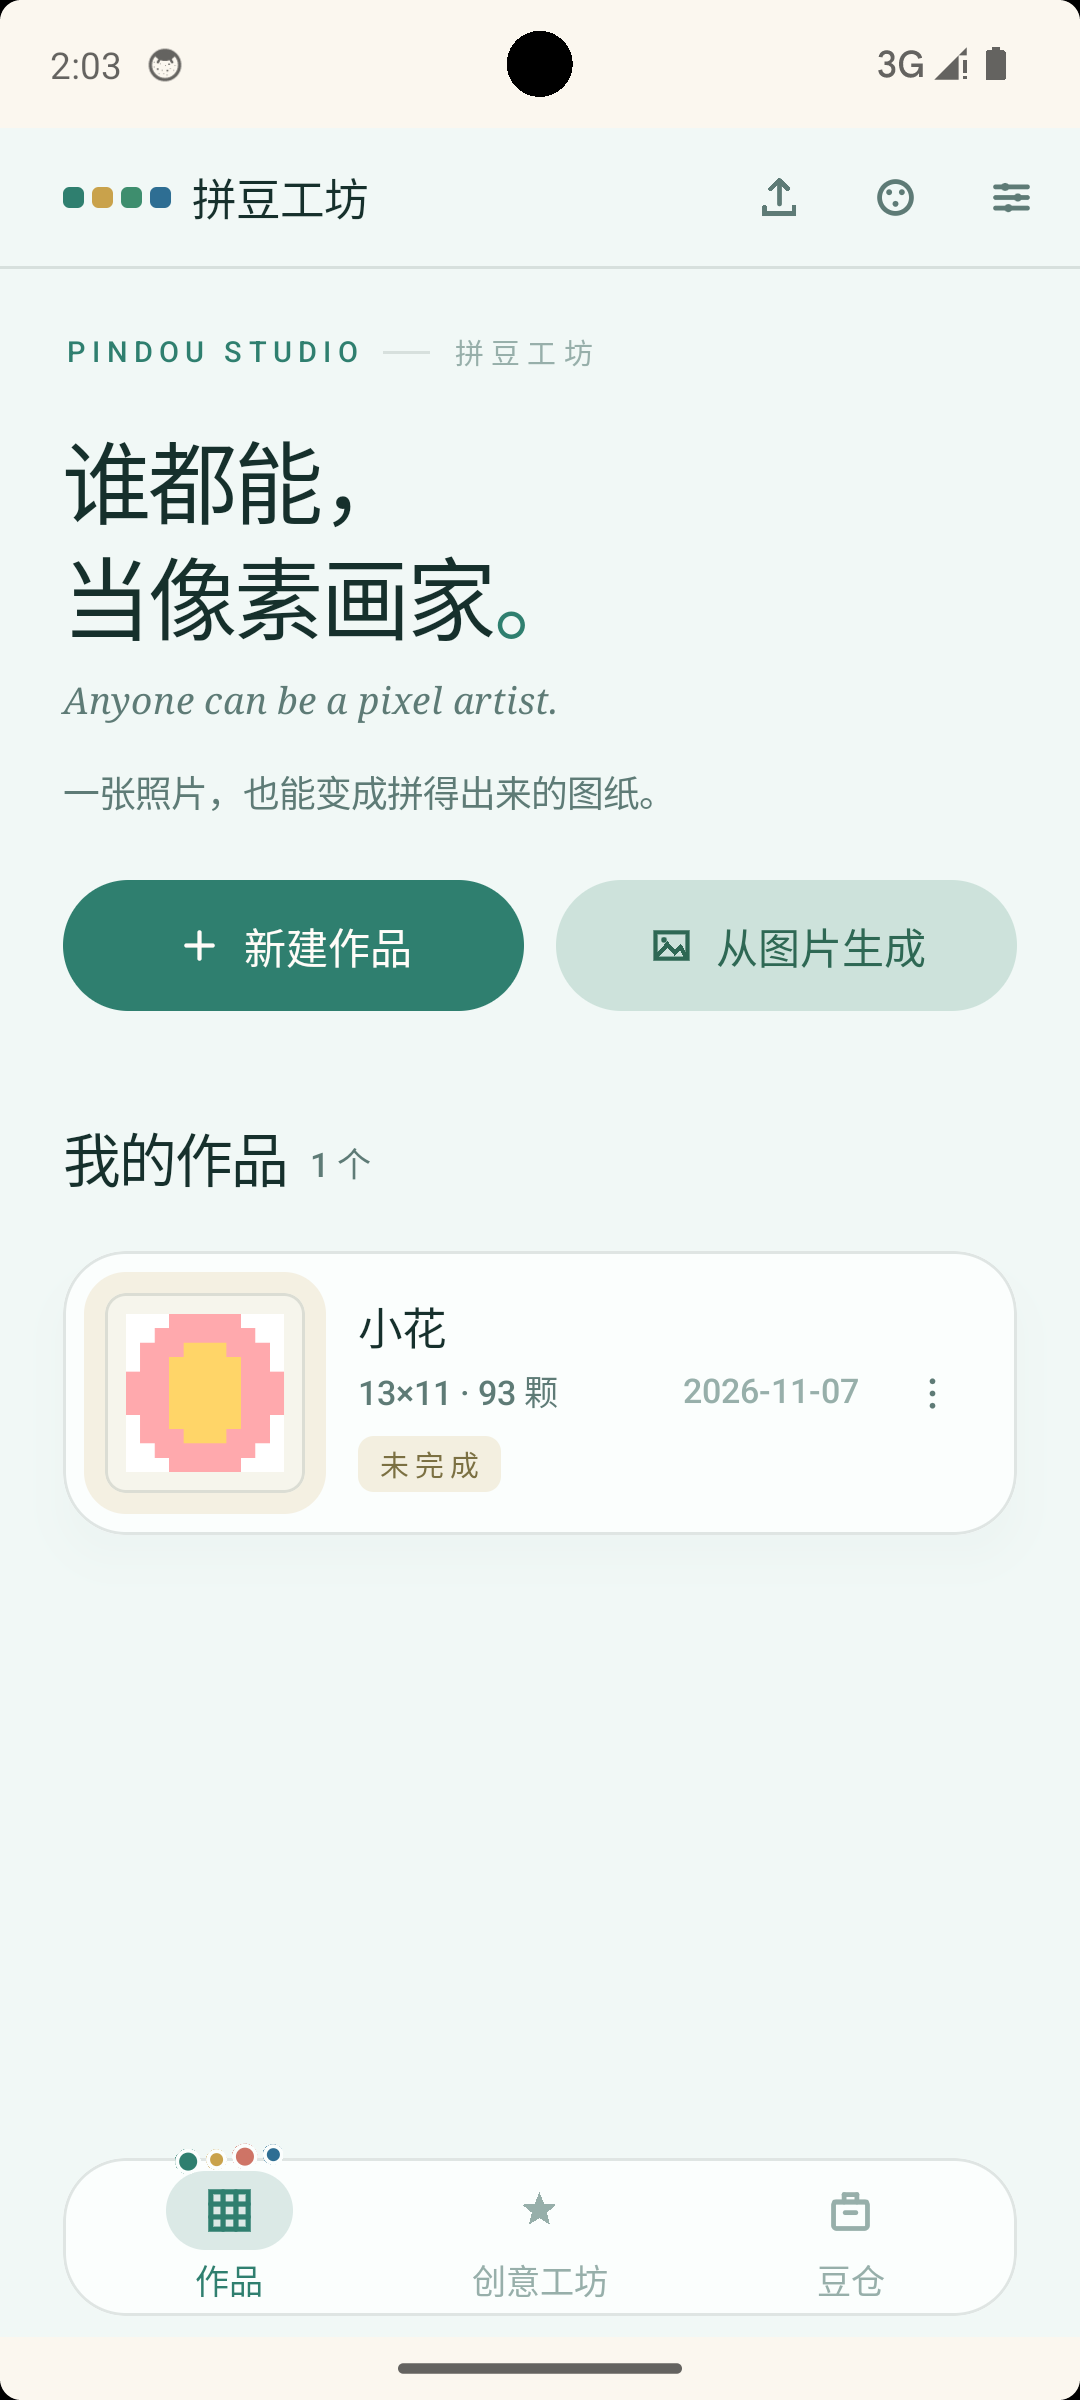 2:03 3G
拼豆工坊
PINDOU STUDIO — 拼豆工坊
谁都能，
当像素画家。
Anyone can be a pixel artist.
一张照片，也能变成拼得出来的图纸。
新建作品 从图片生成
我的作品 1 个
小花
13×11 · 93 颗 2026-11-07
未完成
作品 创意工坊 豆仓